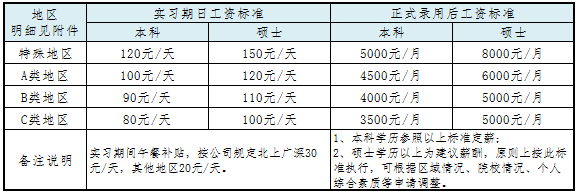 地区
明细见附件
实习期日工资标准
正式录用后工资标准
本科 硕士 本科 硕士
特殊地区 120元/天 150元/天 5000元/月 8000元/月
A类地区 100元/天 120元/天 4500元/月 6000元/月
B类地区 90元/天 110元/天 4000元/月 5000元/月
C类地区 80元/天 100元/天 3500元/月 5000元/月
备注说明
实习期间午餐补贴,按公司规定北上广深30
元/天,其他地区20元/天。
1、本科学历参照以上标准定薪;
2、硕士学历以上为建议薪酬,原则上按此标
准执行,可根据区域情况、院校情况、个人
综合素质等申请调整。